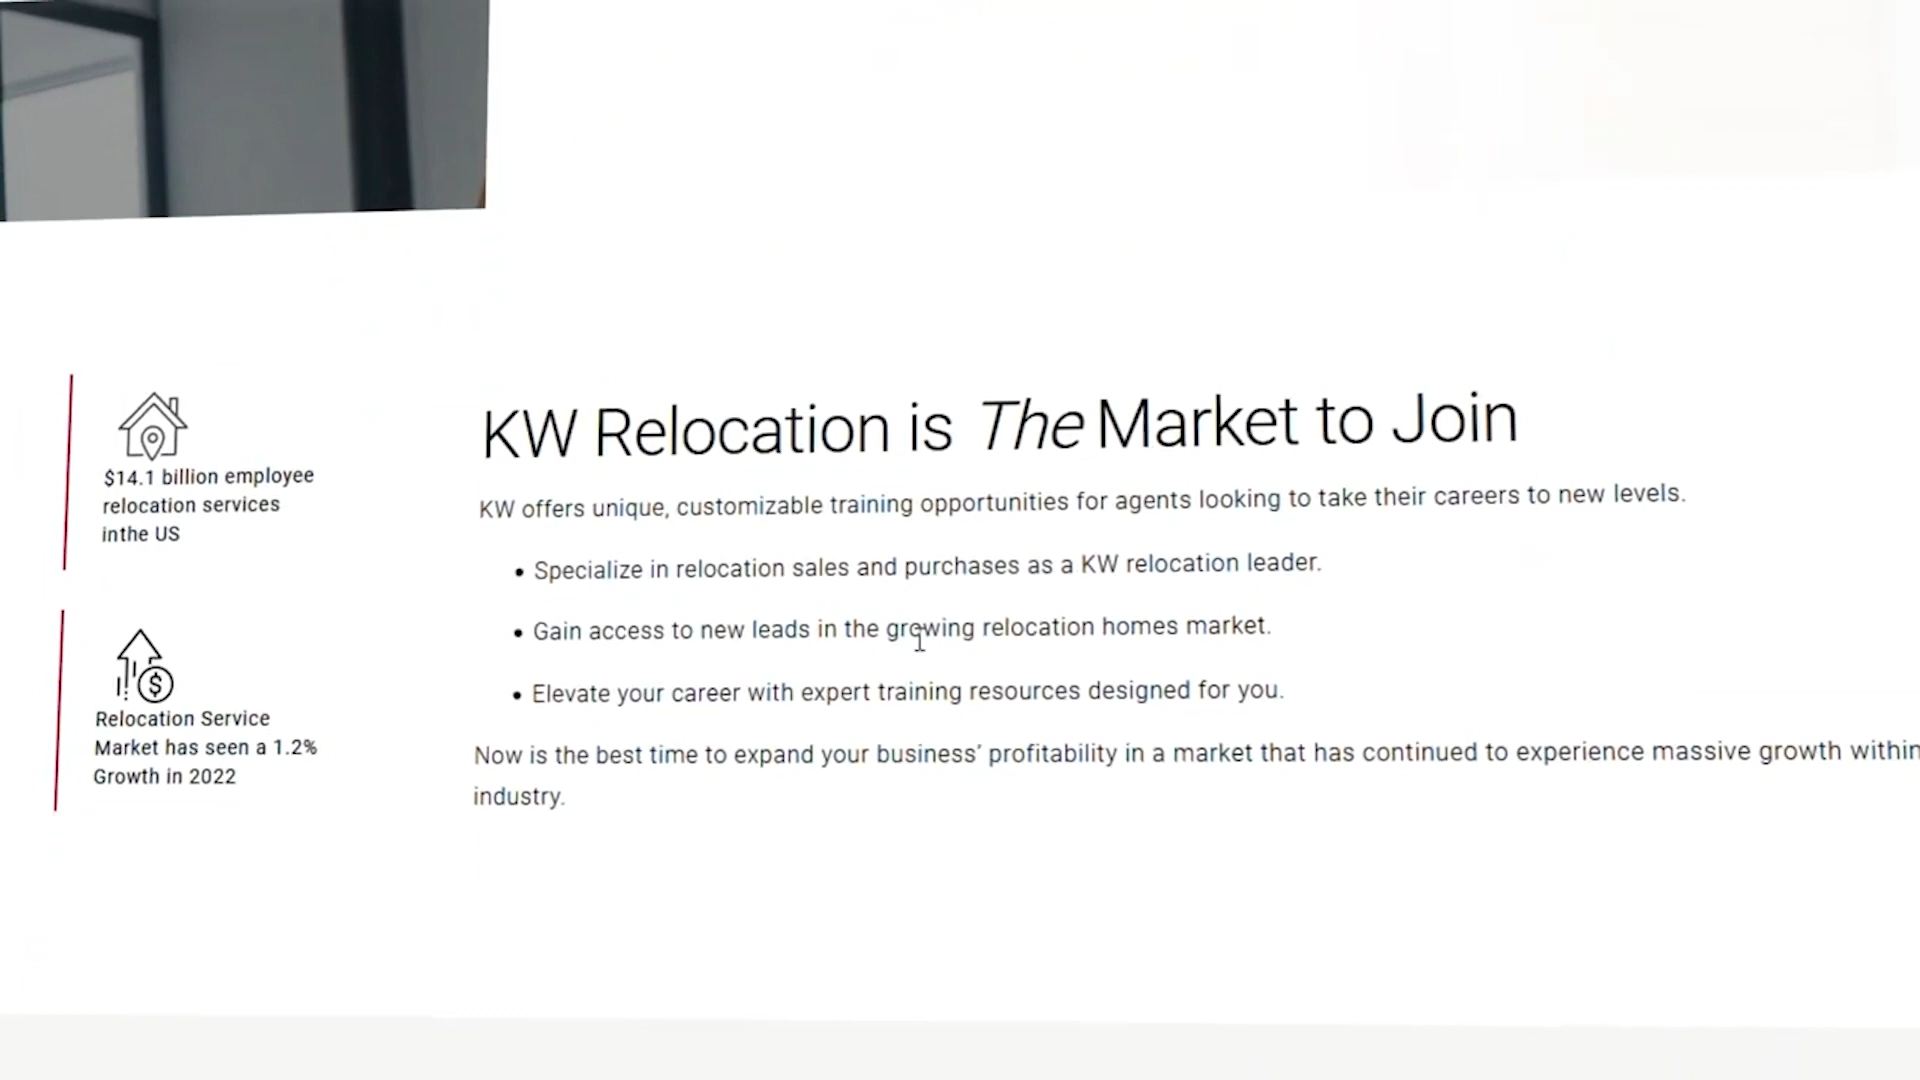 $14.1 billion employee
relocation services
inthe US
Relocation Service
Market has seen a 1.2%
Growth in 2022
KW Relocation is The Market to Join
KW offers unique, customizable training opportunities for agents looking to take their careers to new levels.
• Specialize in relocation sales and purchases as a KW relocation leader.
• Gain access to new leads in the growing relocation homes market.
• Elevate your career with expert training resources designed for you.
Now is the best time to expand your business’ profitability in a market that has continued to experience massive growth within
industry.